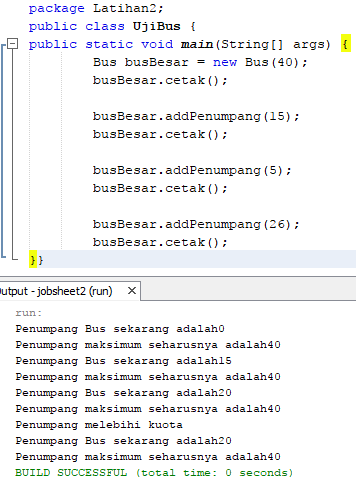 package Latihan2;
public class UjiBus {
public static void main(String[] args) {
Bus busBesar = new Bus(40);
busBesar.cetak();
busBesar.addPenumpang(15);
busBesar.cetak();
busBesar.addPenumpang(5);
busBesar.cetak();
busBesar.addPenumpang(26);
busBesar.cetak();
}}
Output - jobsheet2 (run) X
run:
Penumpang Bus sekarang adalah0
Penumpang maksimum seharusnya adalah40
Penumpang Bus sekarang adalah15
Penumpang maksimum seharusnya adalah40
Penumpang Bus sekarang adalah20
Penumpang maksimum seharusnya adalah40
Penumpang melebihi kuota
Penumpang Bus sekarang adalah20
Penumpang maksimum seharusnya adalah40
BUILD SUCCESSFUL (total time: 0 seconds)